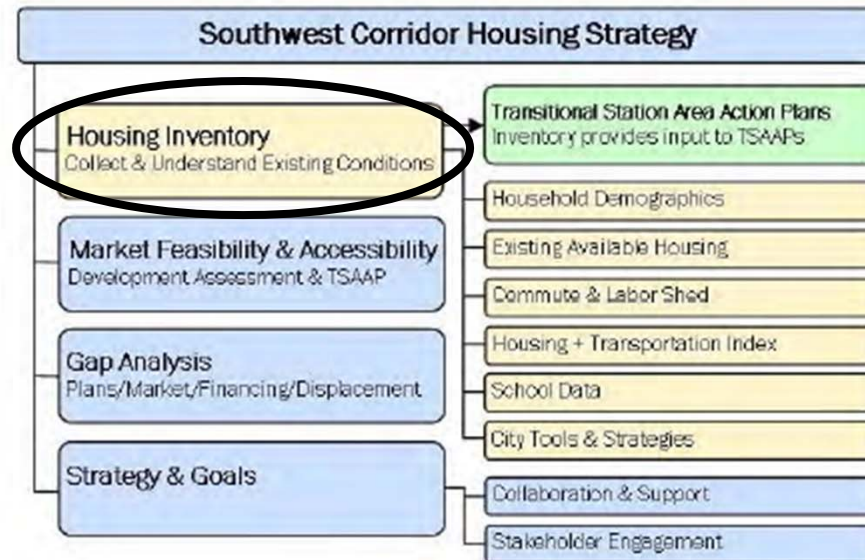 Southwest Corridor Housing Strategy
Housing Inventory
Collect & Understand Existing Conditions
Market Feasibility & Accessibility
Development Assessment & TSAAP
Gap Analysis
Plans/Market/Financing/Displacement
Strategy & Goals
Transitional Station Area Action Plans
Inventory provides input to TSAAPs
Household Demographics
Existing Available Housing
Commute & Labor Shed
Housing + Transportation Index
School Data
City Tools & Strategies
Collaboration & Support
Stakeholder Engagement